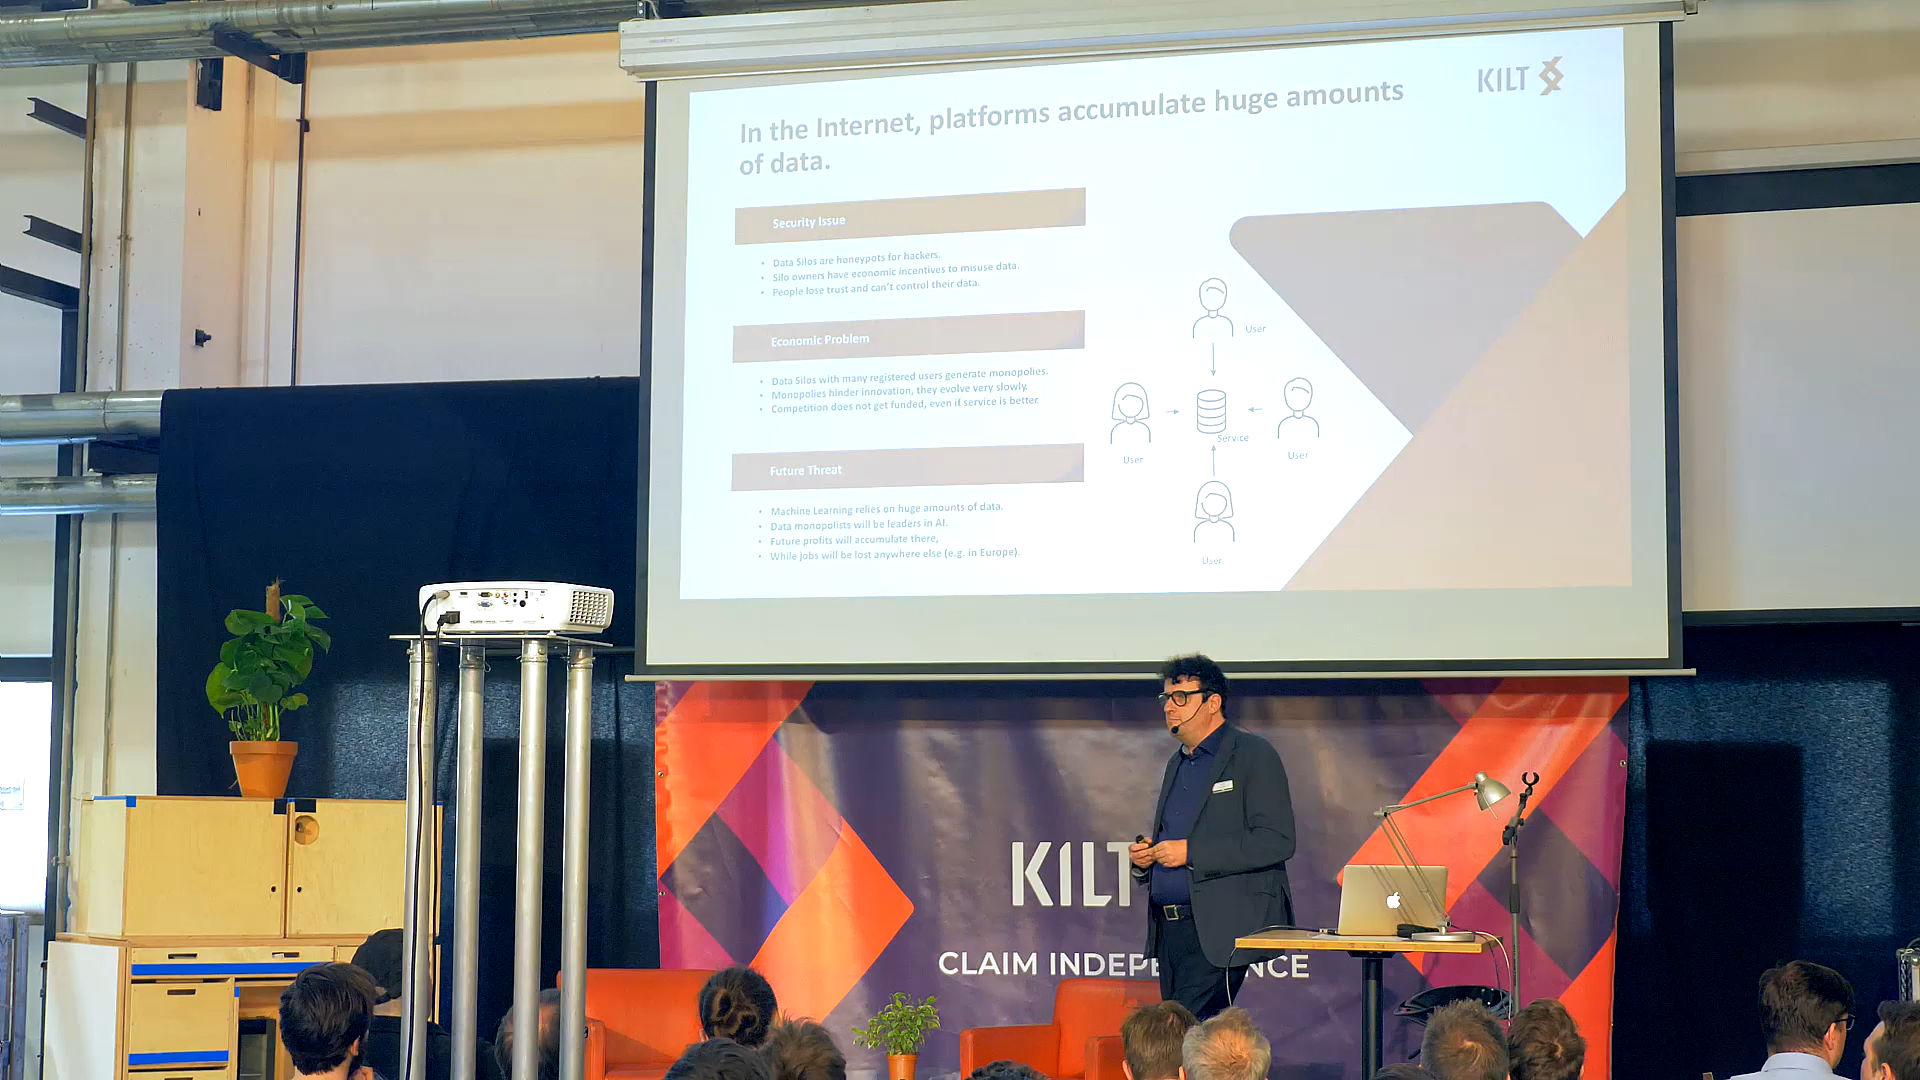 In the Internet, platforms accumulate huge amounts
of data.
KILT
Security Issue
• Data Silos are honeypots for hackers.
• Silo owners have economic incentives to misuse data.
• People lose trust and can't control their data.
Economic Problem
• Data Silos with many registered users generate monopolies.
• Monopolies hinder innovation, they evolve very slowly.
• Competition does not get funded, even if service is better.
Future Threat
• Machine Learning relies on huge amounts of data.
• Data monopolists will be leaders in AI.
• Future profits will accumulate there,
• While jobs will be lost anywhere else (e.g. in Europe).
User
User
Service
User
User
KILT
CLAIM INDEPE NCE